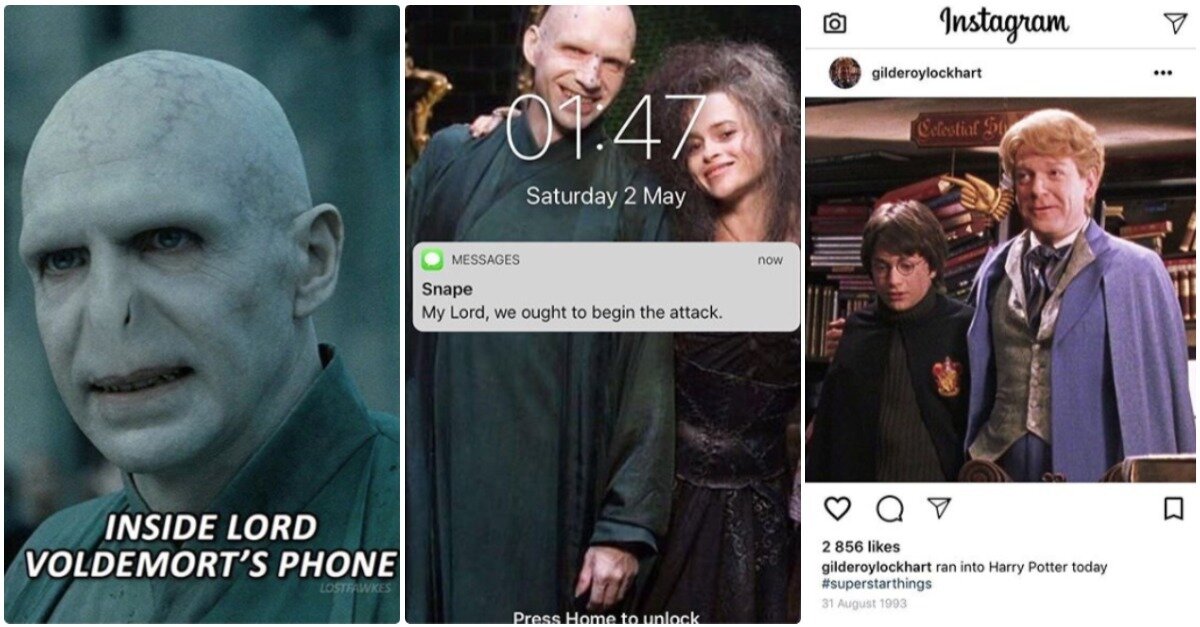 INSIDE LORD
VOLDEMORT'S PHONE
LOSTFAWKES
01:47
Saturday 2 May
MESSAGES
now
Snape
My Lord, we ought to begin the attack.
Press Home to unlock
Instagram
gilderoylockhart
Celestial St
2 856 likes
gilderoylockhart ran into Harry Potter today
#superstarthings
31 August 1993